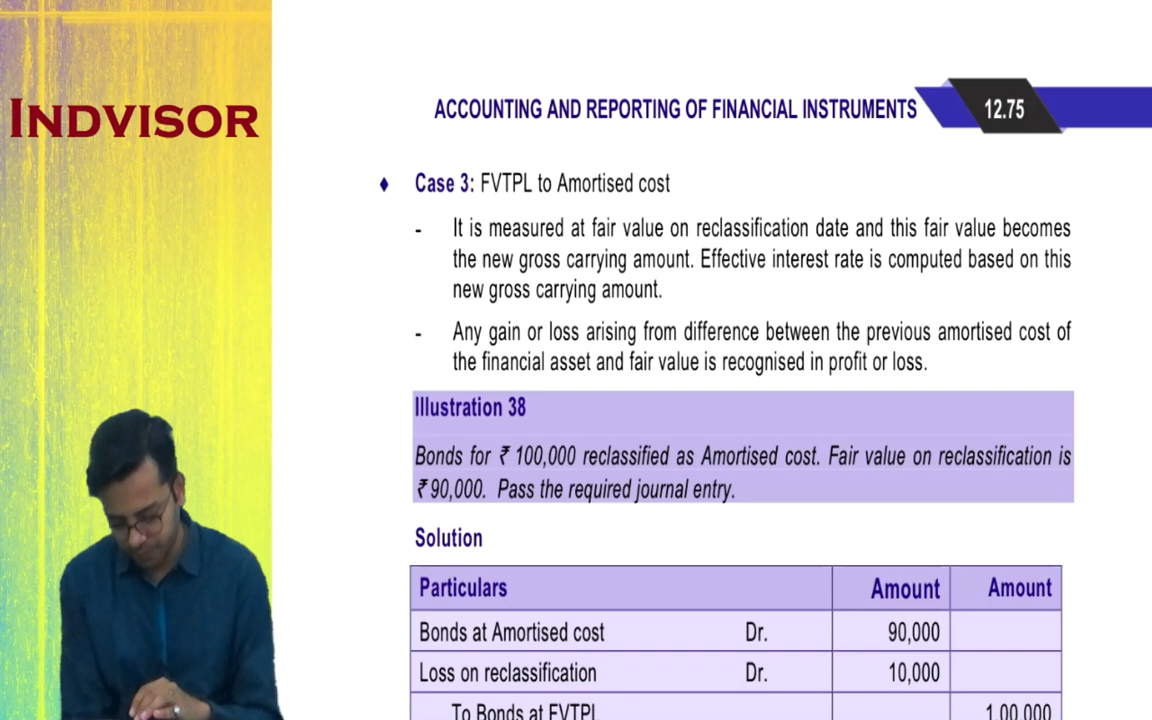 INDVISOR
ACCOUNTING AND REPORTING OF FINANCIAL INSTRUMENTS 12.75
♦ Case 3: FVTPL to Amortised cost
- It is measured at fair value on reclassification date and this fair value becomes
the new gross carrying amount. Effective interest rate is computed based on this
new gross carrying amount.
- Any gain or loss arising from difference between the previous amortised cost of
the financial asset and fair value is recognised in profit or loss.
Illustration 38
Bonds for ₹ 100,000 reclassified as Amortised cost. Fair value on reclassification is
₹ 90,000. Pass the required journal entry.
Solution
Particulars Amount Amount
Bonds at Amortised cost Dr. 90,000
Loss on reclassification Dr. 10,000
To Bonds at FVTPL 1,00,000